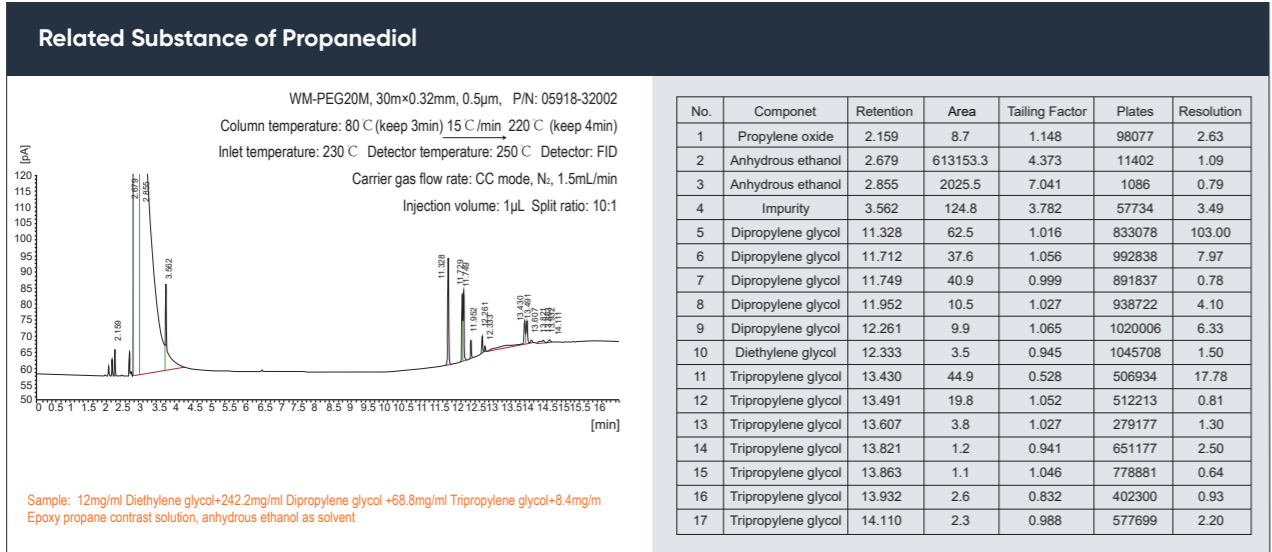 Related Substance of Propanediol
WM-PEG20M, 30m×0.32mm, 0.5μm, P/N: 05918-32002
Column temperature: 80℃ (keep 3min) 15℃/min 220℃ (keep 4min)
Inlet temperature: 230℃ Detector temperature: 250℃ Detector: FID
Carrier gas flow rate: CC mode, N₂, 1.5mL/min
Injection volume: 1μL Split ratio: 10:1
[pA]
120
115
110
105
100
95
90
85
80
75
70
65
60
55
50
2.159
2.679
2.855
3.562
11.328
11.729
11.749
11.952
12.261
12.333
13.430
13.491
13.607
13.821
14.111
0 0.5 1 1.5 2 2.5 3 3.5 4 4.5 5 5.5 6 6.5 7 7.5 8 8.5 9 9.5 10 10.5 11 11.5 12 12.5 13 13.5 14 14.5 15 15.5 16
[min]
Sample: 12mg/ml Diethylene glycol+242.2mg/ml Dipropylene glycol +68.8mg/ml Tripropylene glycol+8.4mg/m
Epoxy propane contrast solution, anhydrous ethanol as solvent
No. Componet Retention Area Tailing Factor Plates Resolution
1 Propylene oxide 2.159 8.7 1.148 98077 2.63
2 Anhydrous ethanol 2.679 613153.3 4.373 11402 1.09
3 Anhydrous ethanol 2.855 2025.5 7.041 1086 0.79
4 Impurity 3.562 124.8 3.782 57734 3.49
5 Dipropylene glycol 11.328 62.5 1.016 833078 103.00
6 Dipropylene glycol 11.712 37.6 1.056 992838 7.97
7 Dipropylene glycol 11.749 40.9 0.999 891837 0.78
8 Dipropylene glycol 11.952 10.5 1.027 938722 4.10
9 Dipropylene glycol 12.261 9.9 1.065 1020006 6.33
10 Diethylene glycol 12.333 3.5 0.945 1045708 1.50
11 Tripropylene glycol 13.430 44.9 0.528 506934 17.78
12 Tripropylene glycol 13.491 19.8 1.052 512213 0.81
13 Tripropylene glycol 13.607 3.8 1.027 279177 1.30
14 Tripropylene glycol 13.821 1.2 0.941 651177 2.50
15 Tripropylene glycol 13.863 1.1 1.046 778881 0.64
16 Tripropylene glycol 13.932 2.6 0.832 402300 0.93
17 Tripropylene glycol 14.110 2.3 0.988 577699 2.20